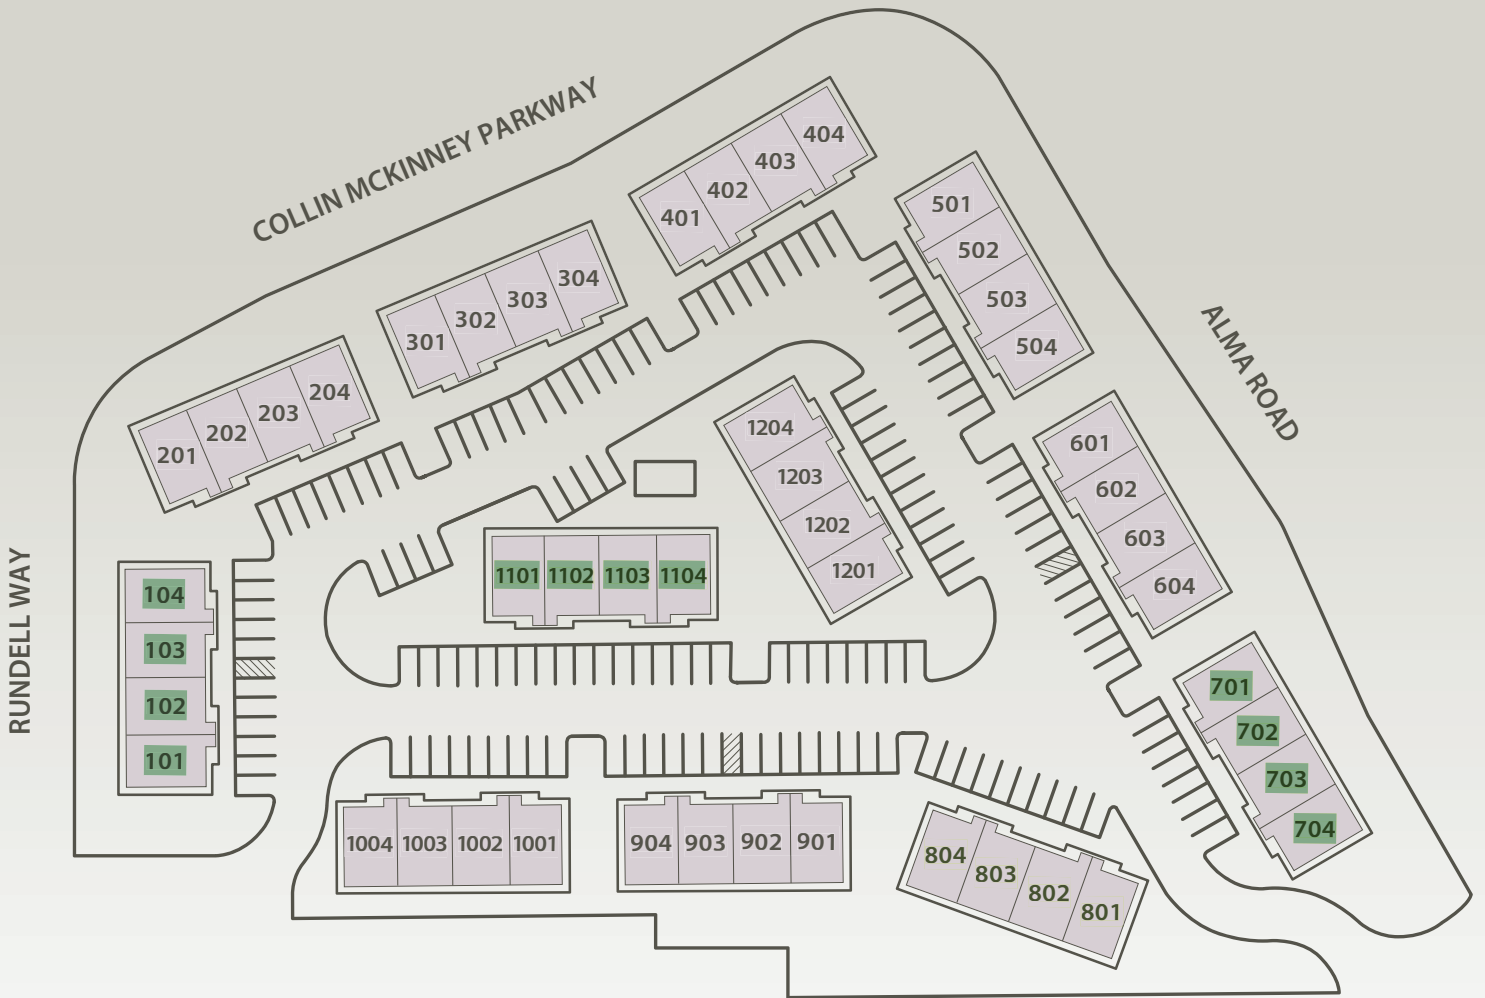 COLLIN MCKINNEY PARKWAY
ALMA ROAD
RUNDELL WAY
401 402 403 404
501
502
503
504
301 302 303 304
201 202 203 204
601
602
603
604
1204
1203
1202
1201
1101 1102 1103 1104
104
103
102
101
701
702
703
704
1004 1003 1002 1001
904 903 902 901
804 803 802 801